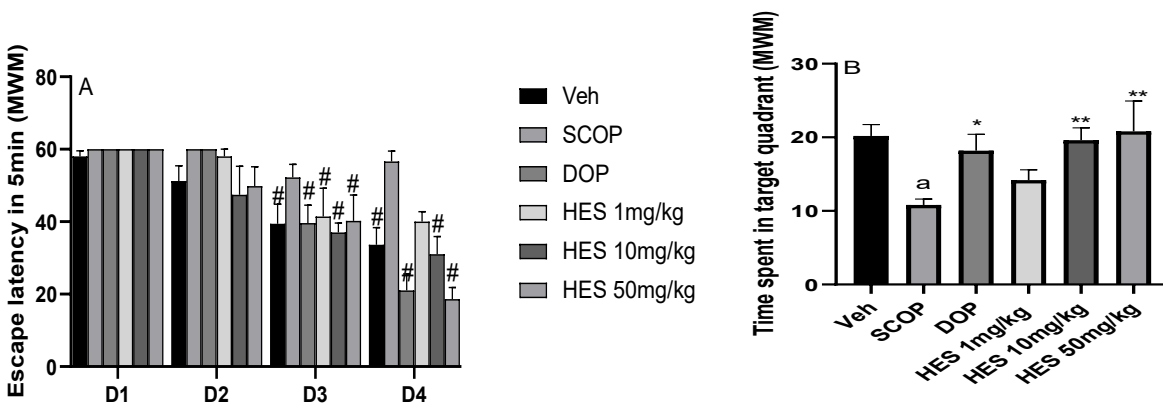 Escape latency in 5min (MWM)
80
60
40
20
0
A
# # # # #
# # # #
D1 D2 D3 D4
Veh
SCOP
DOP
HES 1mg/kg
HES 10mg/kg
HES 50mg/kg
Time spent in target quadrant (MWM)
30
20
10
0
B
a * ** **
Veh
SCOP
DOP
HES 1mg/kg
HES 10mg/kg
HES 50mg/kg